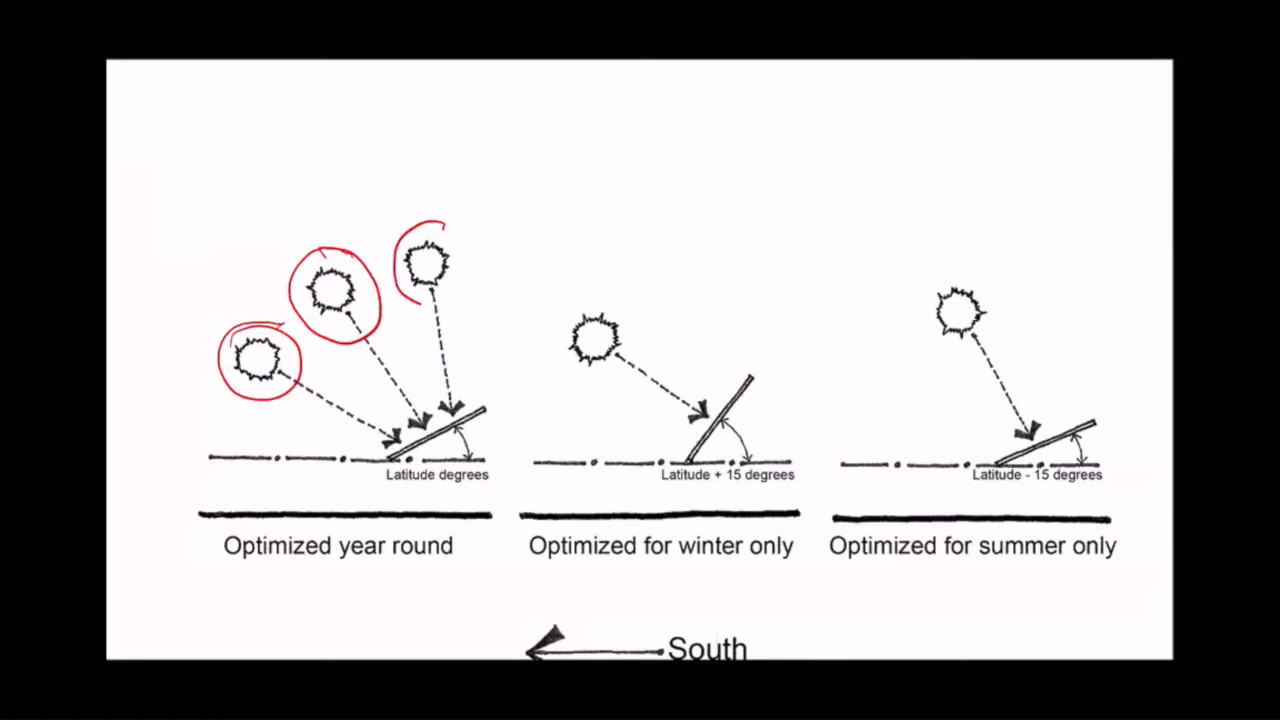 Latitude degrees
Latitude + 15 degrees
Latitude - 15 degrees
Optimized year round
Optimized for winter only
Optimized for summer only
South